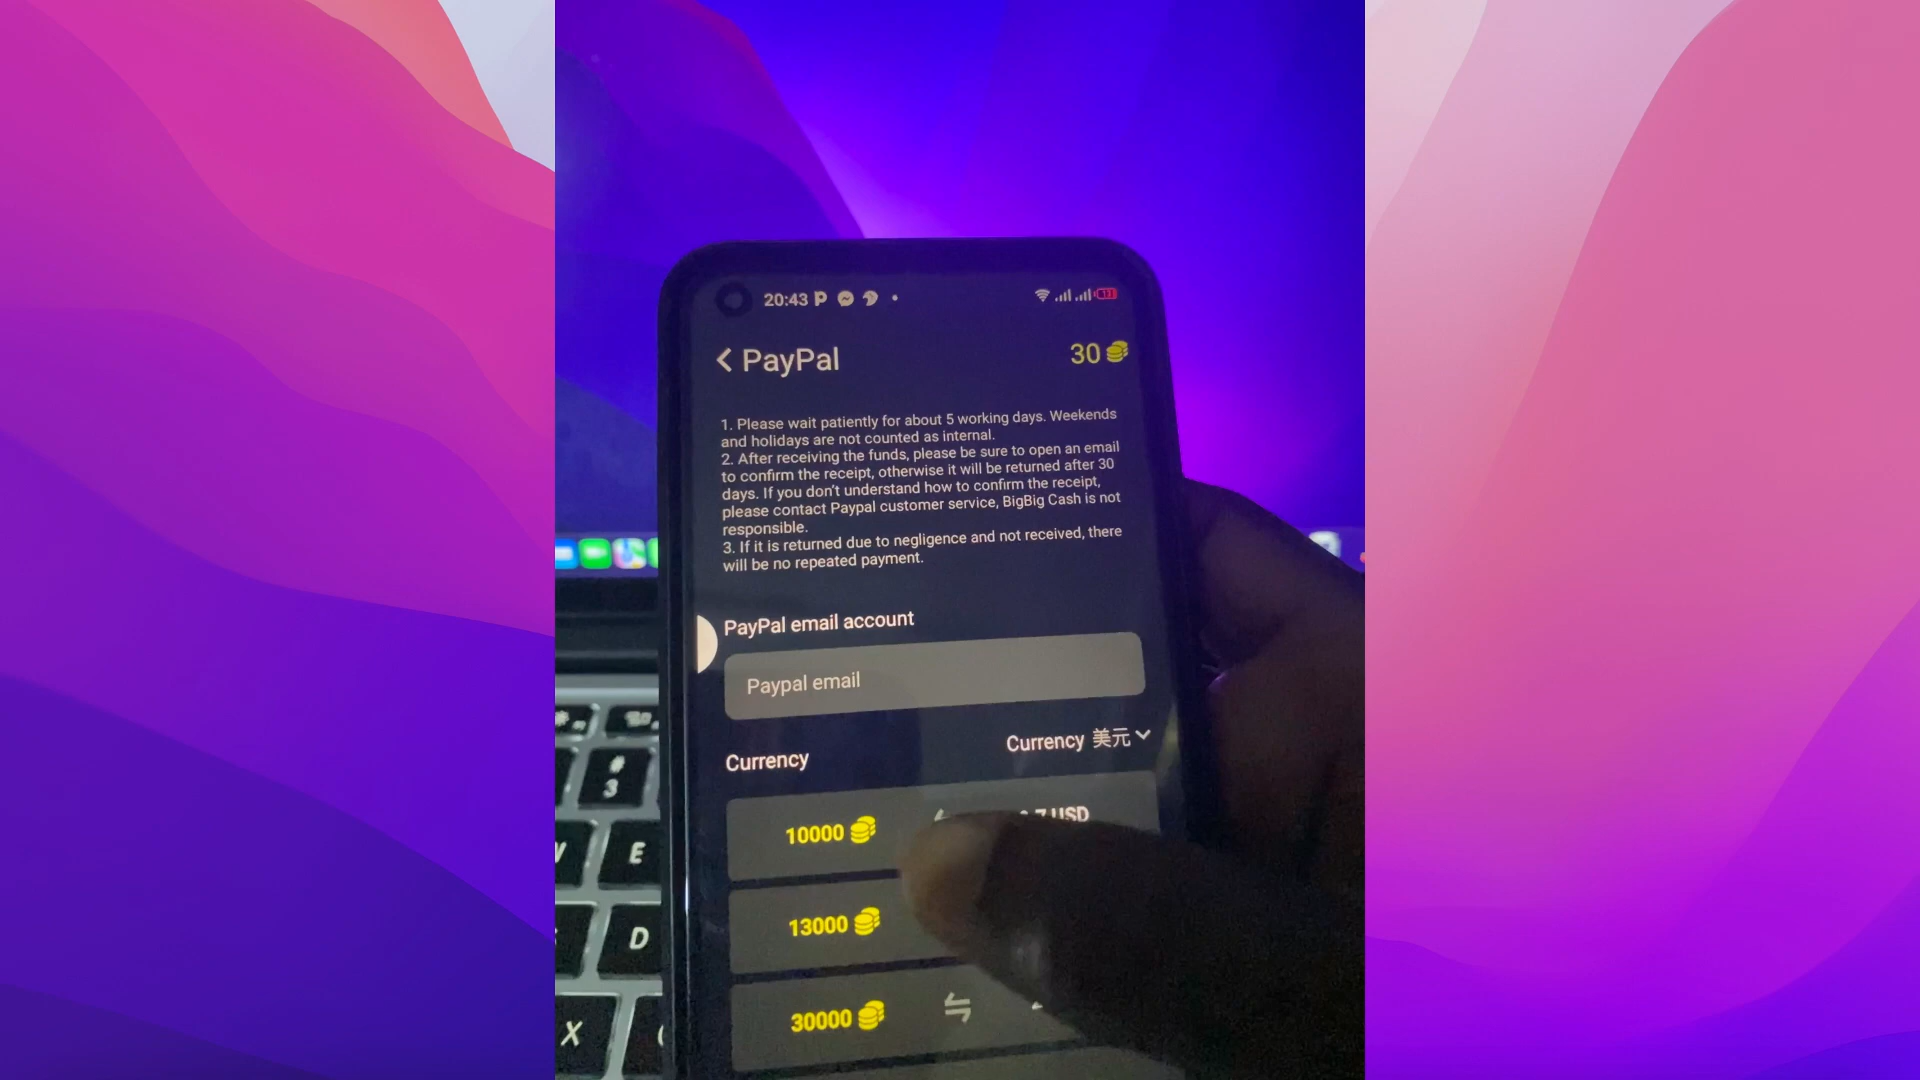 20:43
< PayPal
30
1. Please wait patiently for about 5 working days. Weekends
and holidays are not counted as internal.
2. After receiving the funds, please be sure to open an email
to confirm the receipt, otherwise it will be returned after 30
days. If you don't understand how to confirm the receipt,
please contact Paypal customer service, BigBig Cash is not
responsible.
3. If it is returned due to negligence and not received, there
will be no repeated payment.
PayPal email account
Paypal email
Currency
Currency 美元
10000
USD
13000
30000
#
3
E
D
X